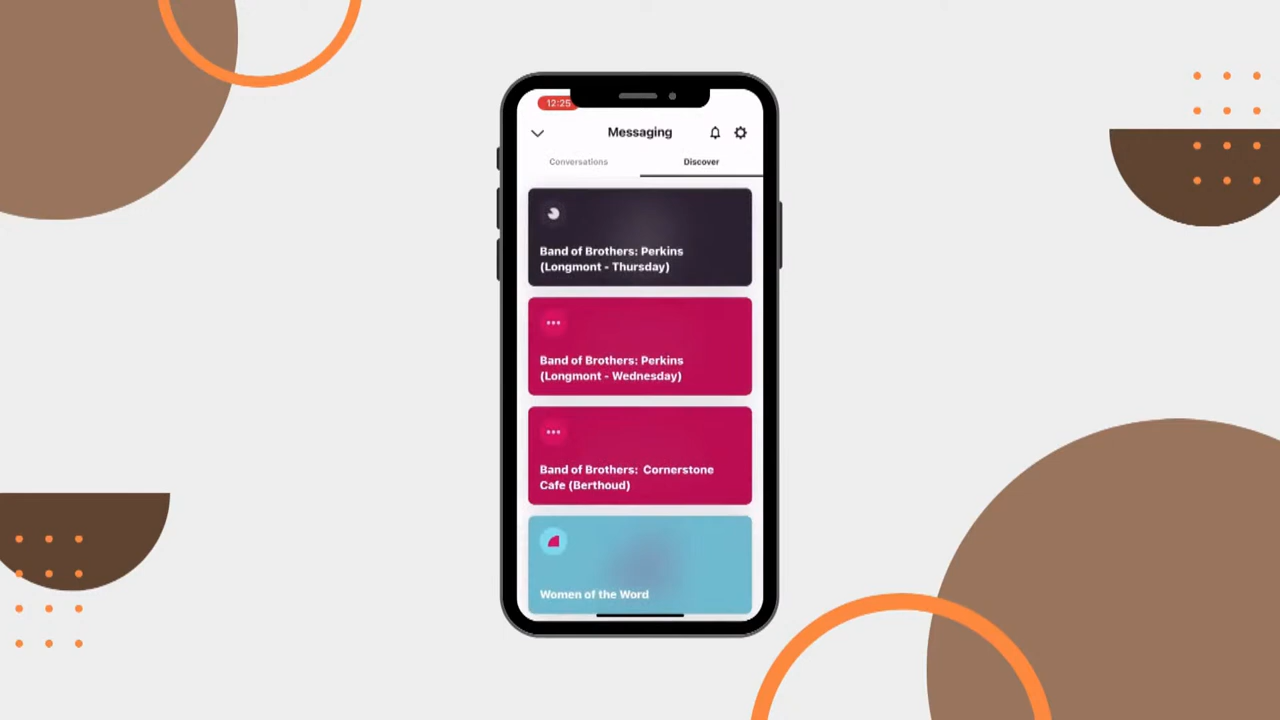 12:25
Messaging
Conversations
Discover
Band of Brothers: Perkins
(Longmont - Thursday)
Band of Brothers: Perkins
(Longmont - Wednesday)
Band of Brothers: Cornerstone
Cafe (Berthoud)
Women of the Word